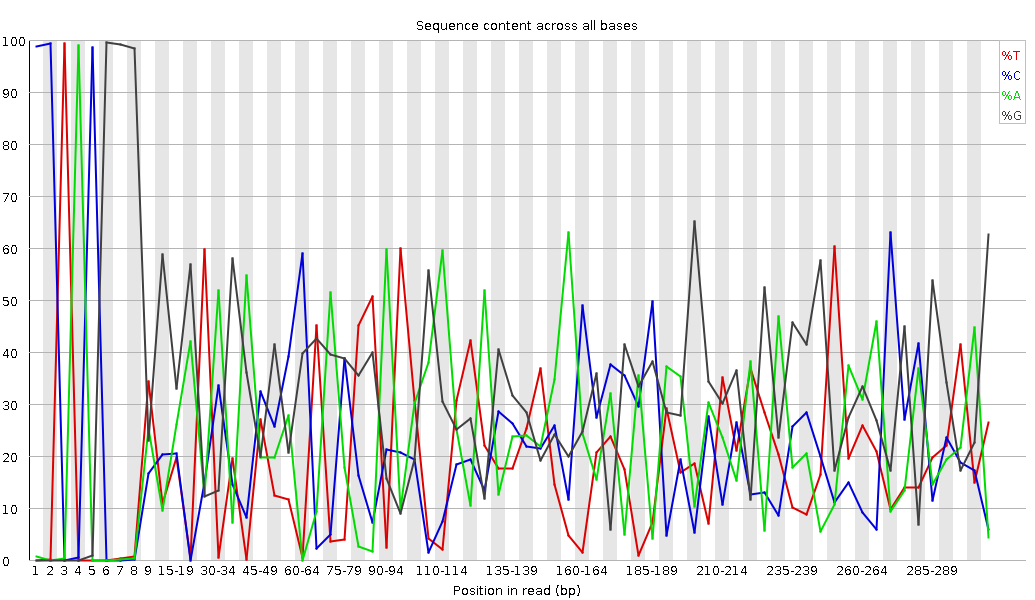 Sequence content across all bases
100
90
80
70
60
50
40
30
20
10
0
%T
%C
%A
%G
1 2 3 4 5 6 7 8 9 15-19 30-34 45-49 60-64 75-79 90-94 110-114 135-139 160-164 185-189 210-214 235-239 260-264 285-289
Position in read (bp)